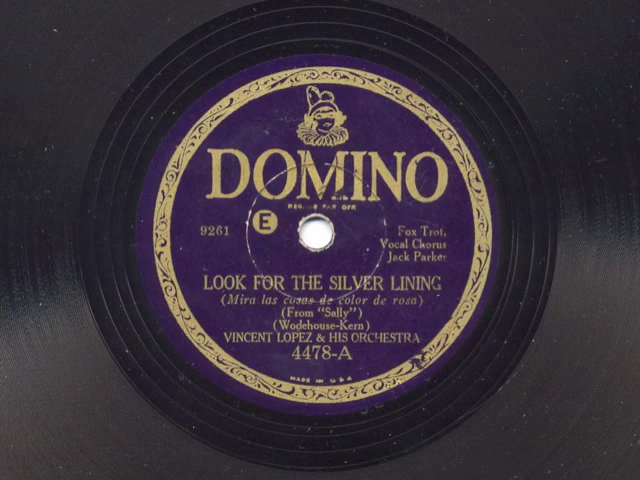 DOMINO
REG. U.S. PAT. OFF.
9261
E
Fox Trot,
Vocal Chorus
Jack Parker
LOOK FOR THE SILVER LINING
(Mira las cosas de color de rosa)
(From "Sally")
(Wodehouse-Kern)
VINCENT LOPEZ & HIS ORCHESTRA
4478-A
MADE IN U.S.A